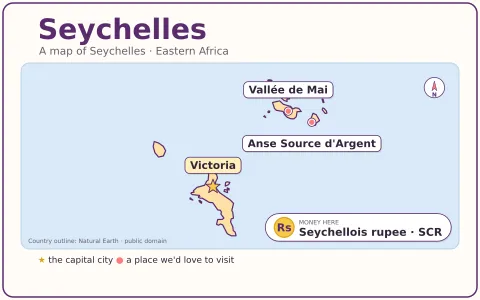 Seychelles
A map of Seychelles · Eastern Africa
Vallée de Mai
N
Anse Source d'Argent
Victoria
Rs
MONEY HERE
Seychellois rupee · SCR
Country outline: Natural Earth · public domain
★ the capital city ● a place we'd love to visit